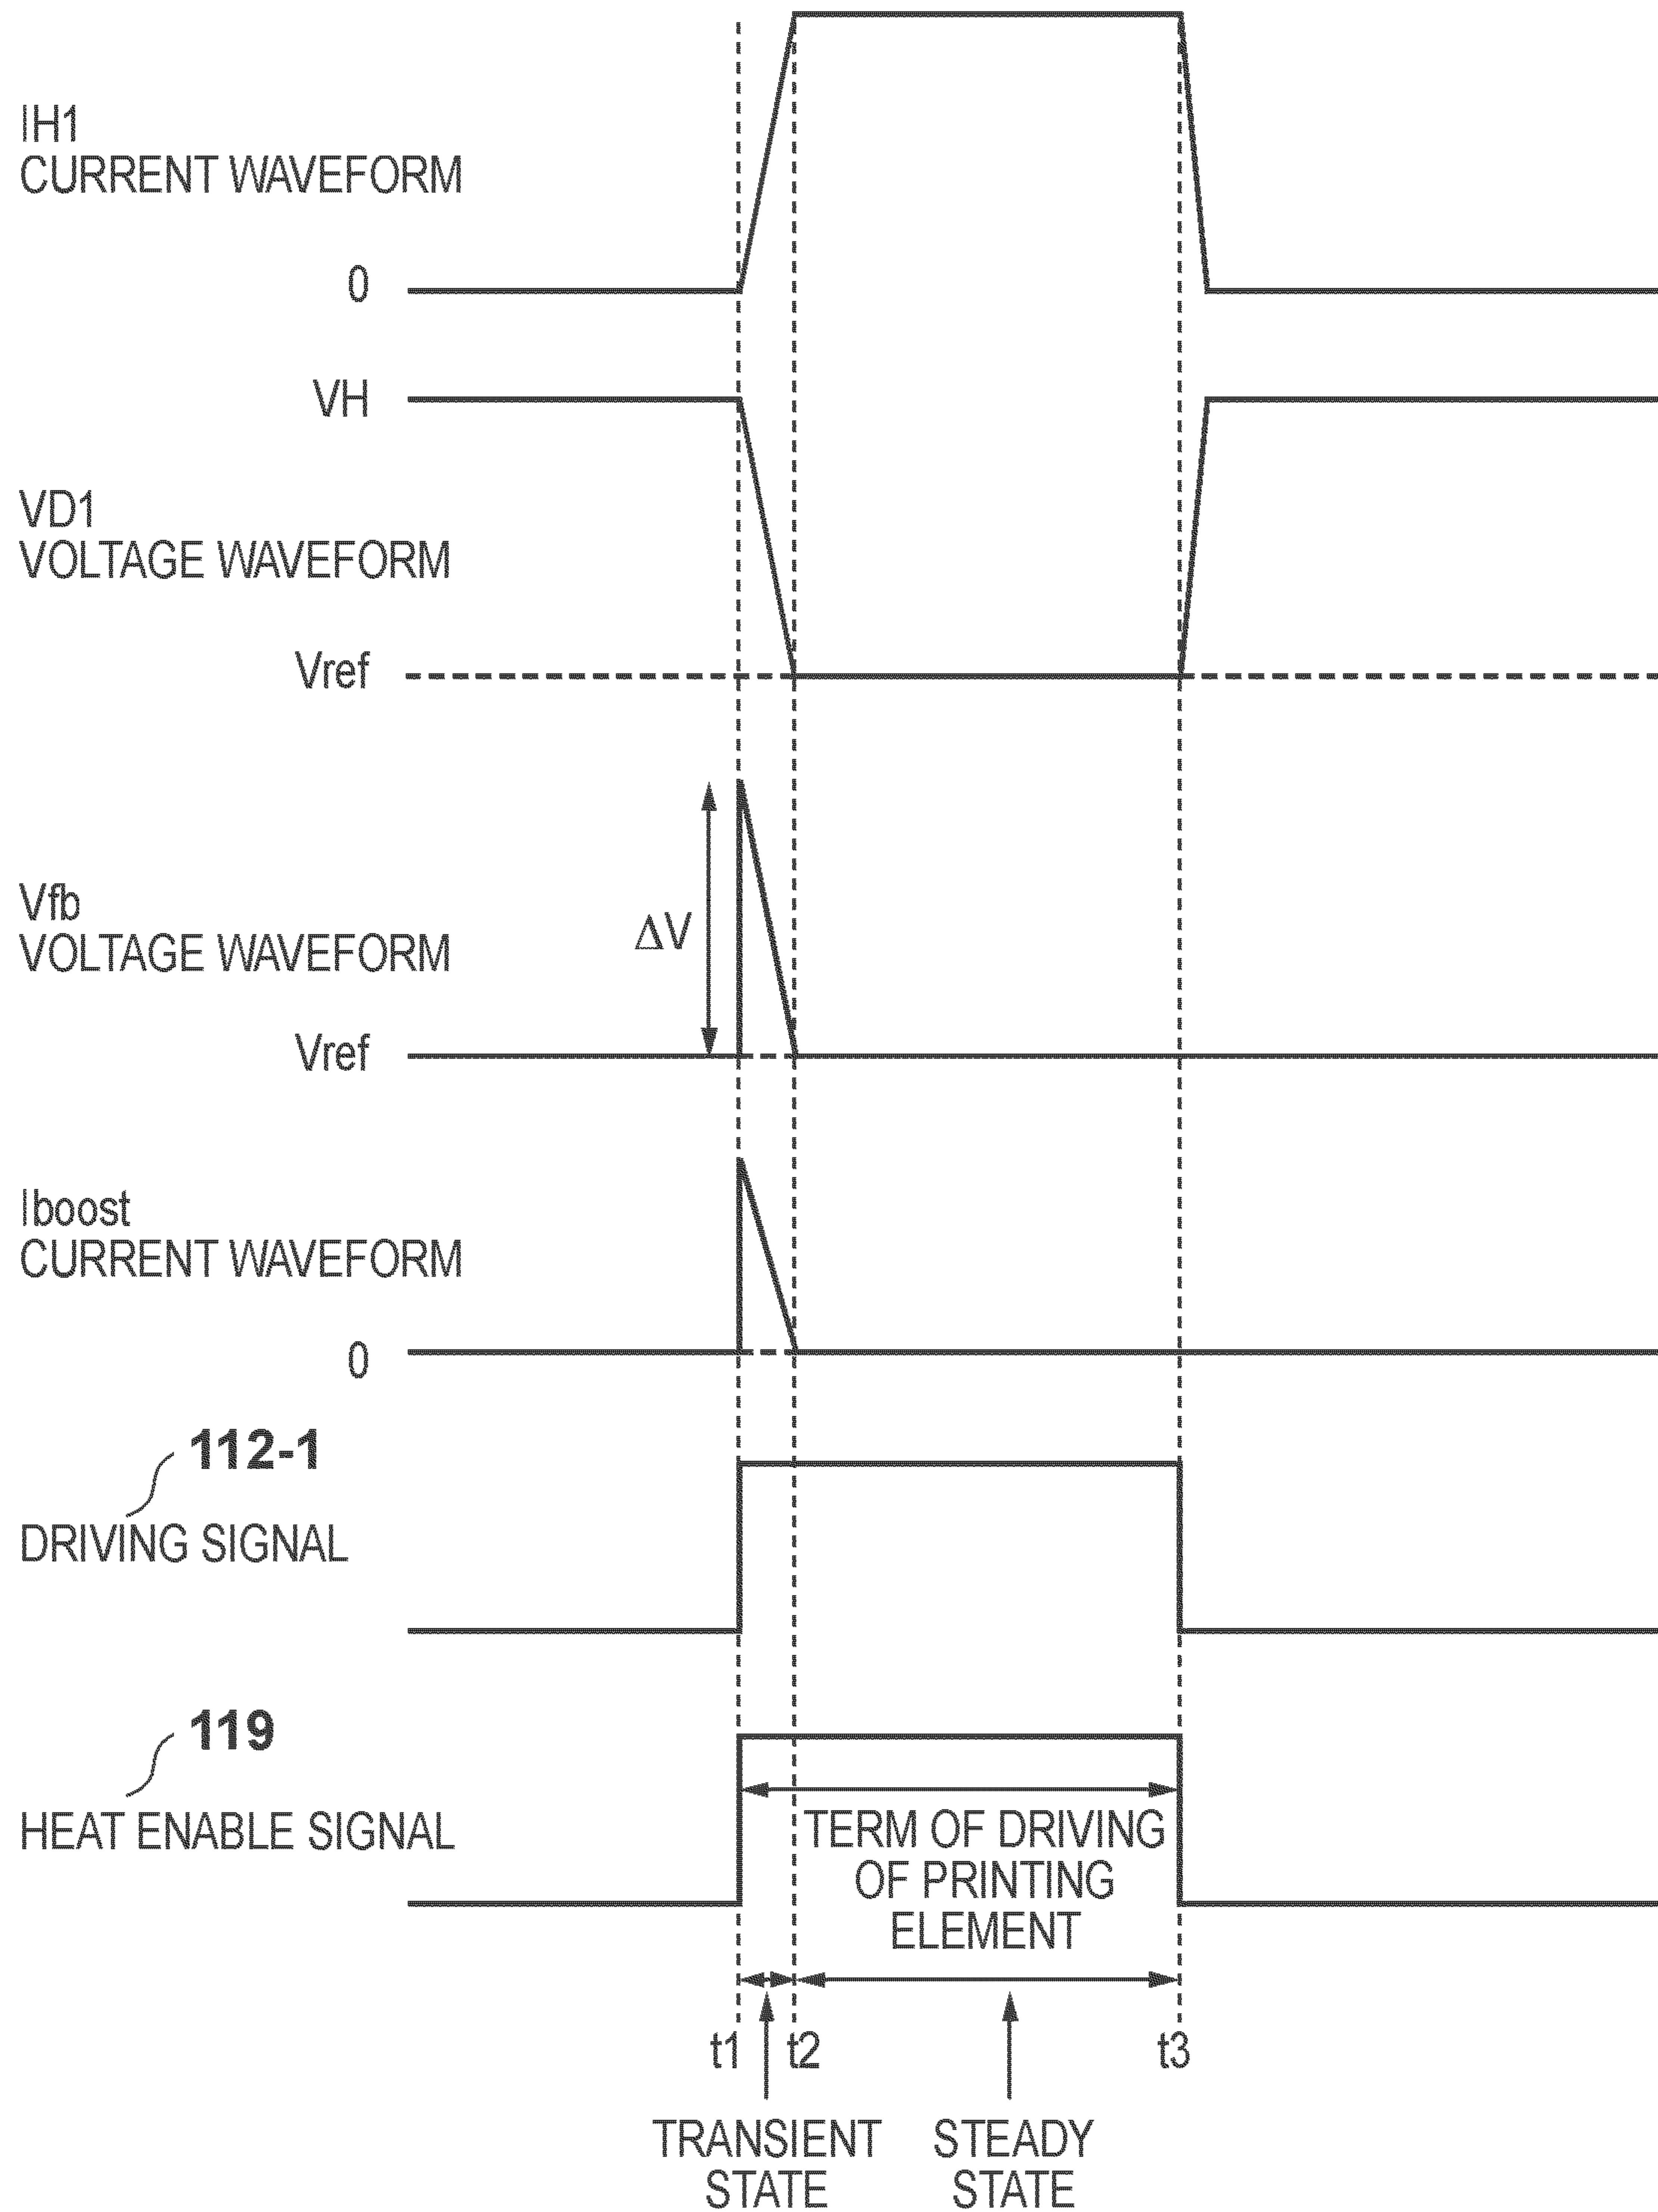 IH1
CURRENT WAVEFORM
0
VH
VD1
VOLTAGE WAVEFORM
Vref
Vfb
VOLTAGE WAVEFORM
ΔV
Vref
Iboost
CURRENT WAVEFORM
0
112-1
DRIVING SIGNAL
119
HEAT ENABLE SIGNAL
TERM OF DRIVING
OF PRINTING
ELEMENT
t1 t2 t3
TRANSIENT
STATE
STEADY
STATE